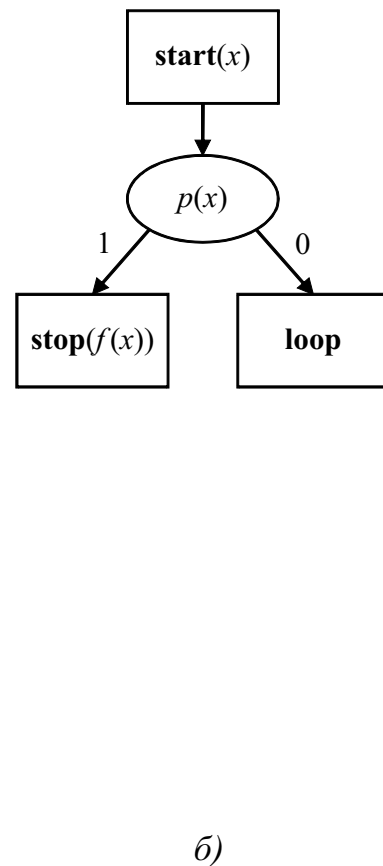 start(x)
p(x)
1 0
stop(f(x)) loop
б)